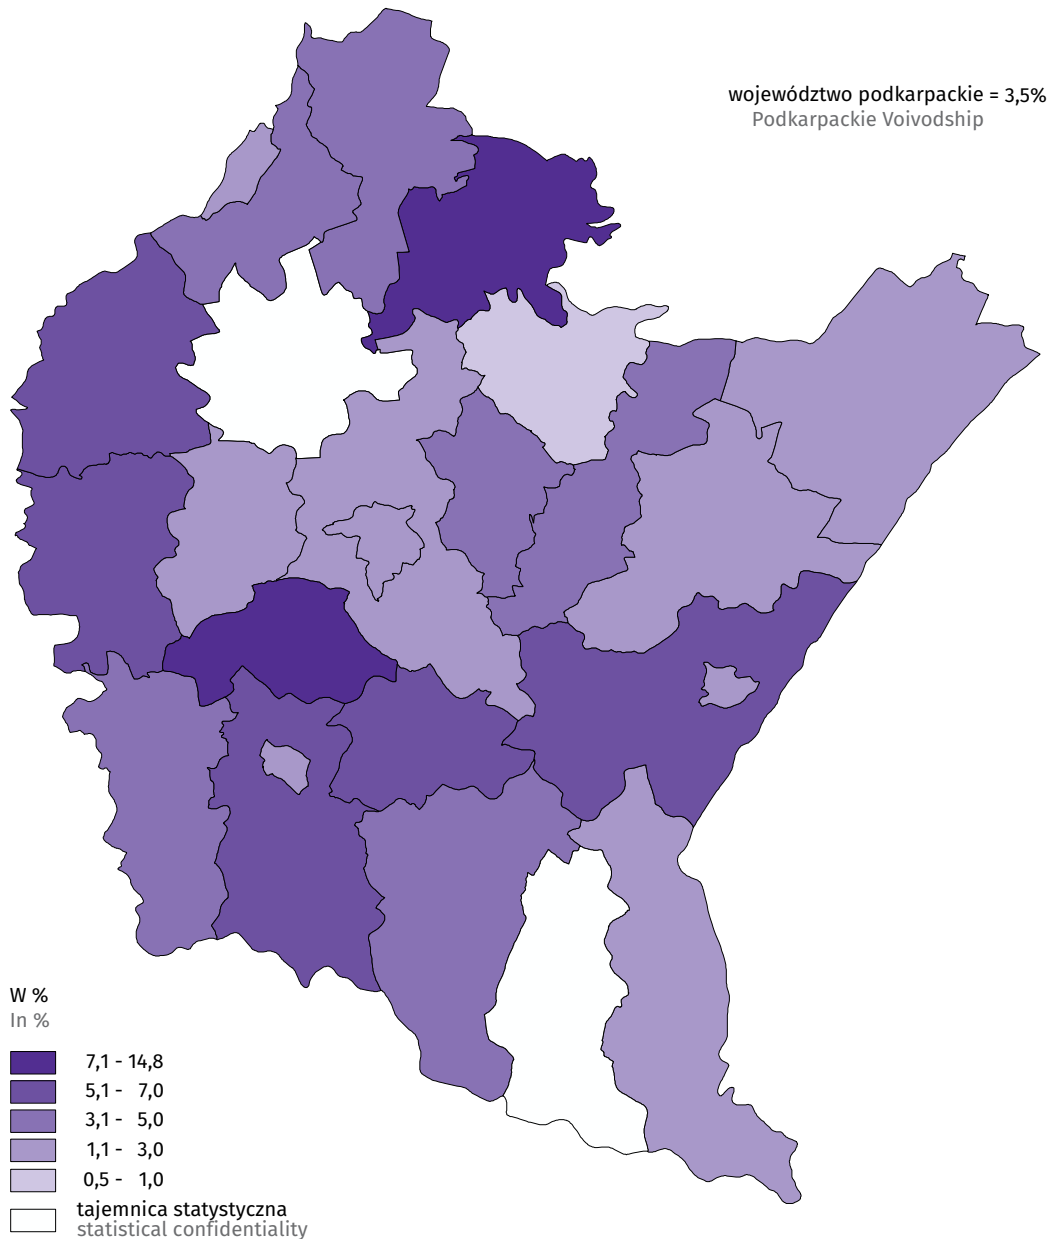 województwo podkarpackie = 3,5%
Podkarpackie Voivodship
W %
In %
7,1 - 14,8
5,1 - 7,0
3,1 - 5,0
1,1 - 3,0
0,5 - 1,0
tajemnica statystyczna
statistical confidentiality